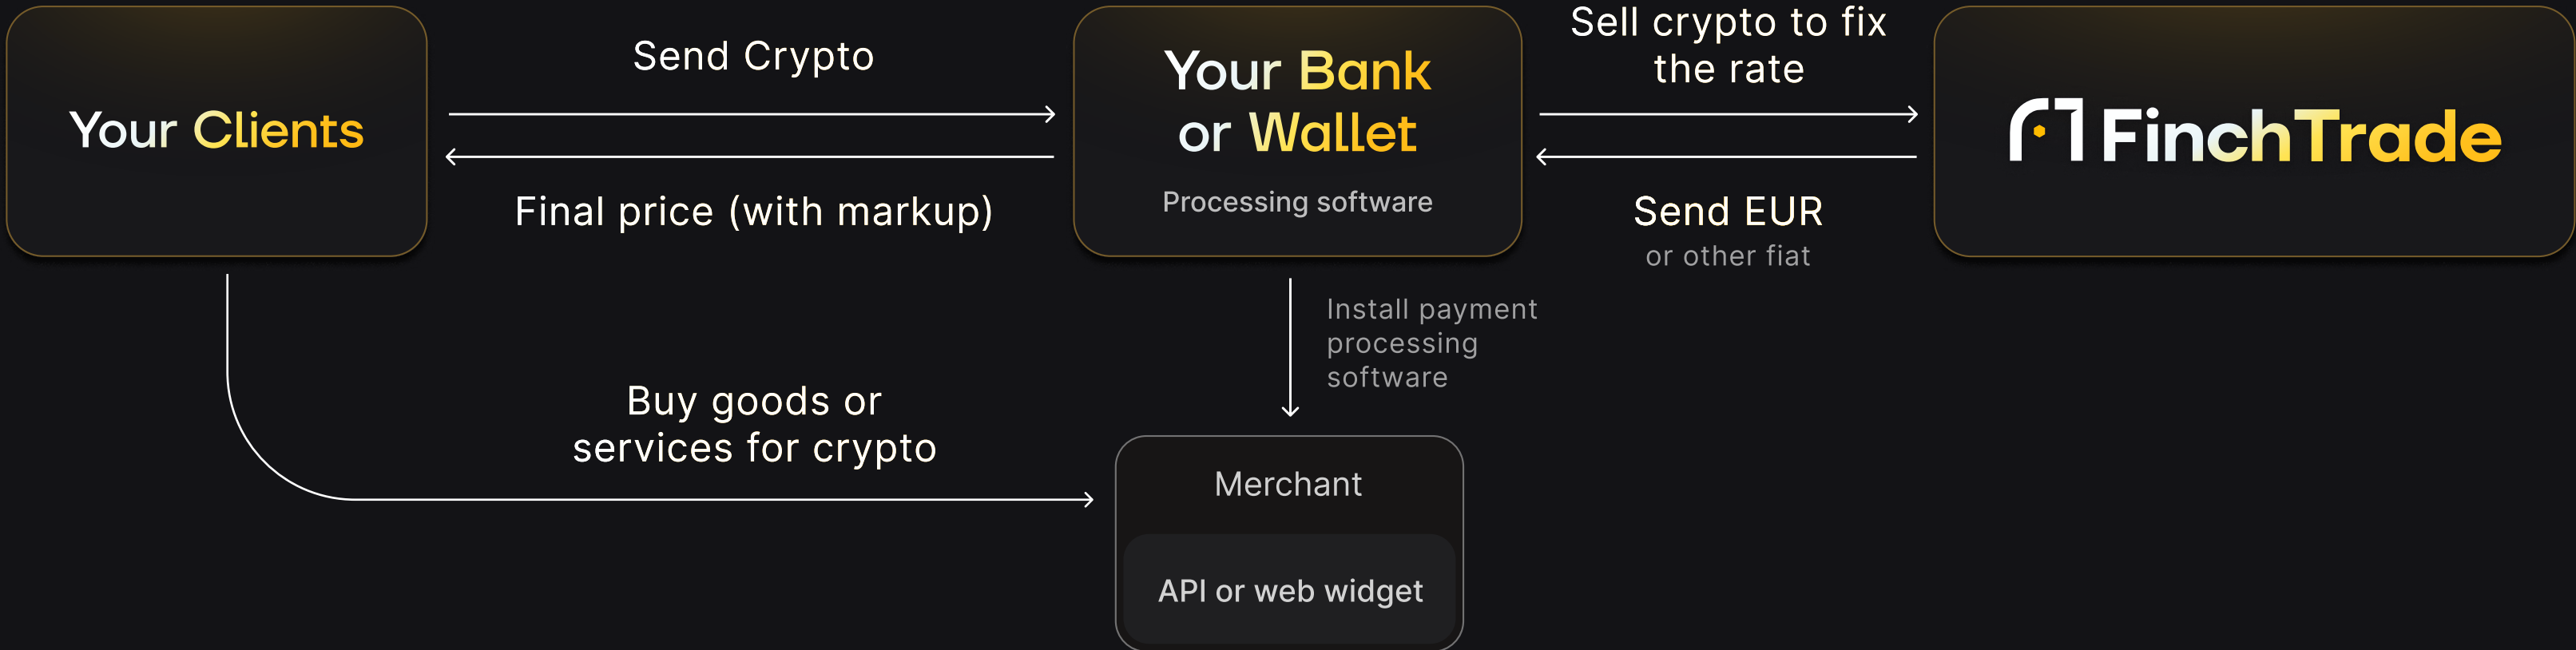 Your Clients
Send Crypto
Final price (with markup)
Your Bank
or Wallet
Processing software
Sell crypto to fix
the rate
Send EUR
or other fiat
FinchTrade
Install payment
processing
software
Buy goods or
services for crypto
Merchant
API or web widget